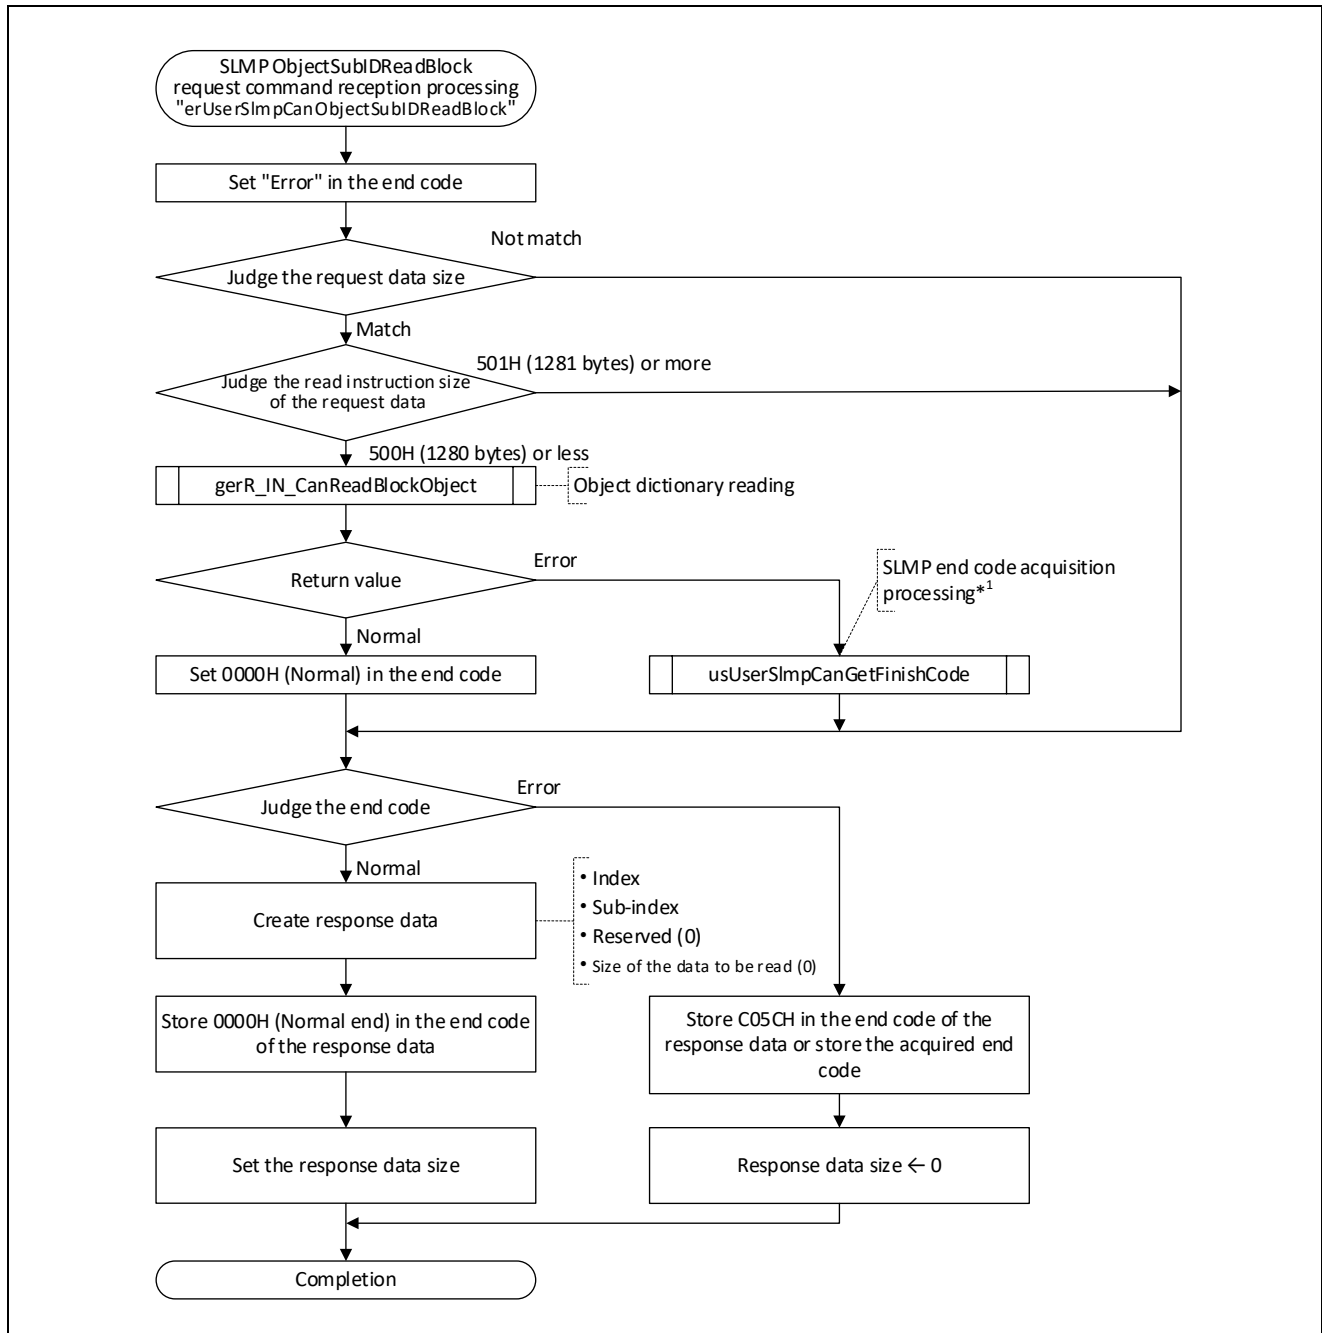 SLMP ObjectSubIDReadBlock
request command reception processing
"erUserSlmpCanObjectSubIDReadBlock"
Set "Error" in the end code
Not match
Judge the request data size
Match
501H (1281 bytes) or more
Judge the read instruction size
of the request data
500H (1280 bytes) or less
gerR_IN_CanReadBlockObject
Object dictionary reading
Error
Return value
SLMP end code acquisition
processing*1
Normal
Set 0000H (Normal) in the end code
usUserSlmpCanGetFinishCode
Error
Judge the end code
Normal
Create response data
• Index
• Sub-index
• Reserved (0)
• Size of the data to be read (0)
Store 0000H (Normal end) in the end code
of the response data
Store C05CH in the end code of the
response data or store the acquired end
code
Set the response data size
Response data size ← 0
Completion